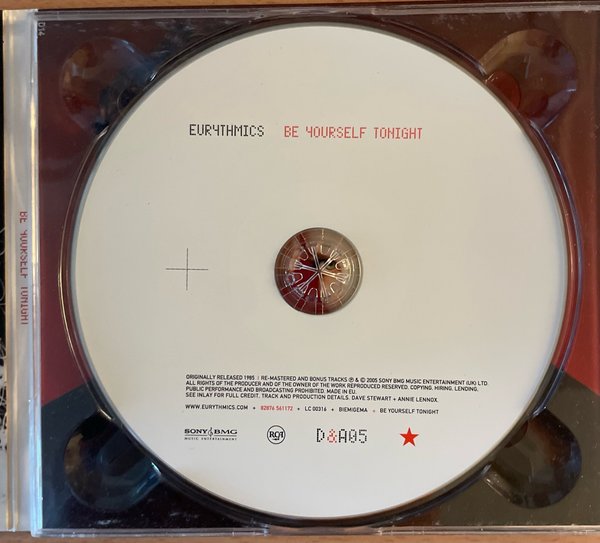 D14
BE YOURSELF TONIGHT
EURYTHMICS BE YOURSELF TONIGHT
ORIGINALLY RELEASED 1985 / RE-MASTERED AND BONUS TRACKS ℗ & © 2005 SONY BMG MUSIC ENTERTAINMENT (UK) LTD.
ALL RIGHTS OF THE PRODUCER AND OF THE OWNER OF THE WORK REPRODUCED RESERVED. COPYING, HIRING, LENDING,
PUBLIC PERFORMANCE AND BROADCASTING PROHIBITED. MADE IN EU.
SEE INLAY FOR FULL CREDIT. TRACK AND PRODUCTION DETAILS. DAVE STEWART + ANNIE LENNOX.
WWW.EURYTHMICS.COM + 82876 561172 + LC 00316 + BIEM/GEMA + BE YOURSELF TONIGHT
SONY BMG
MUSIC ENTERTAINMENT
RCA
D&A05